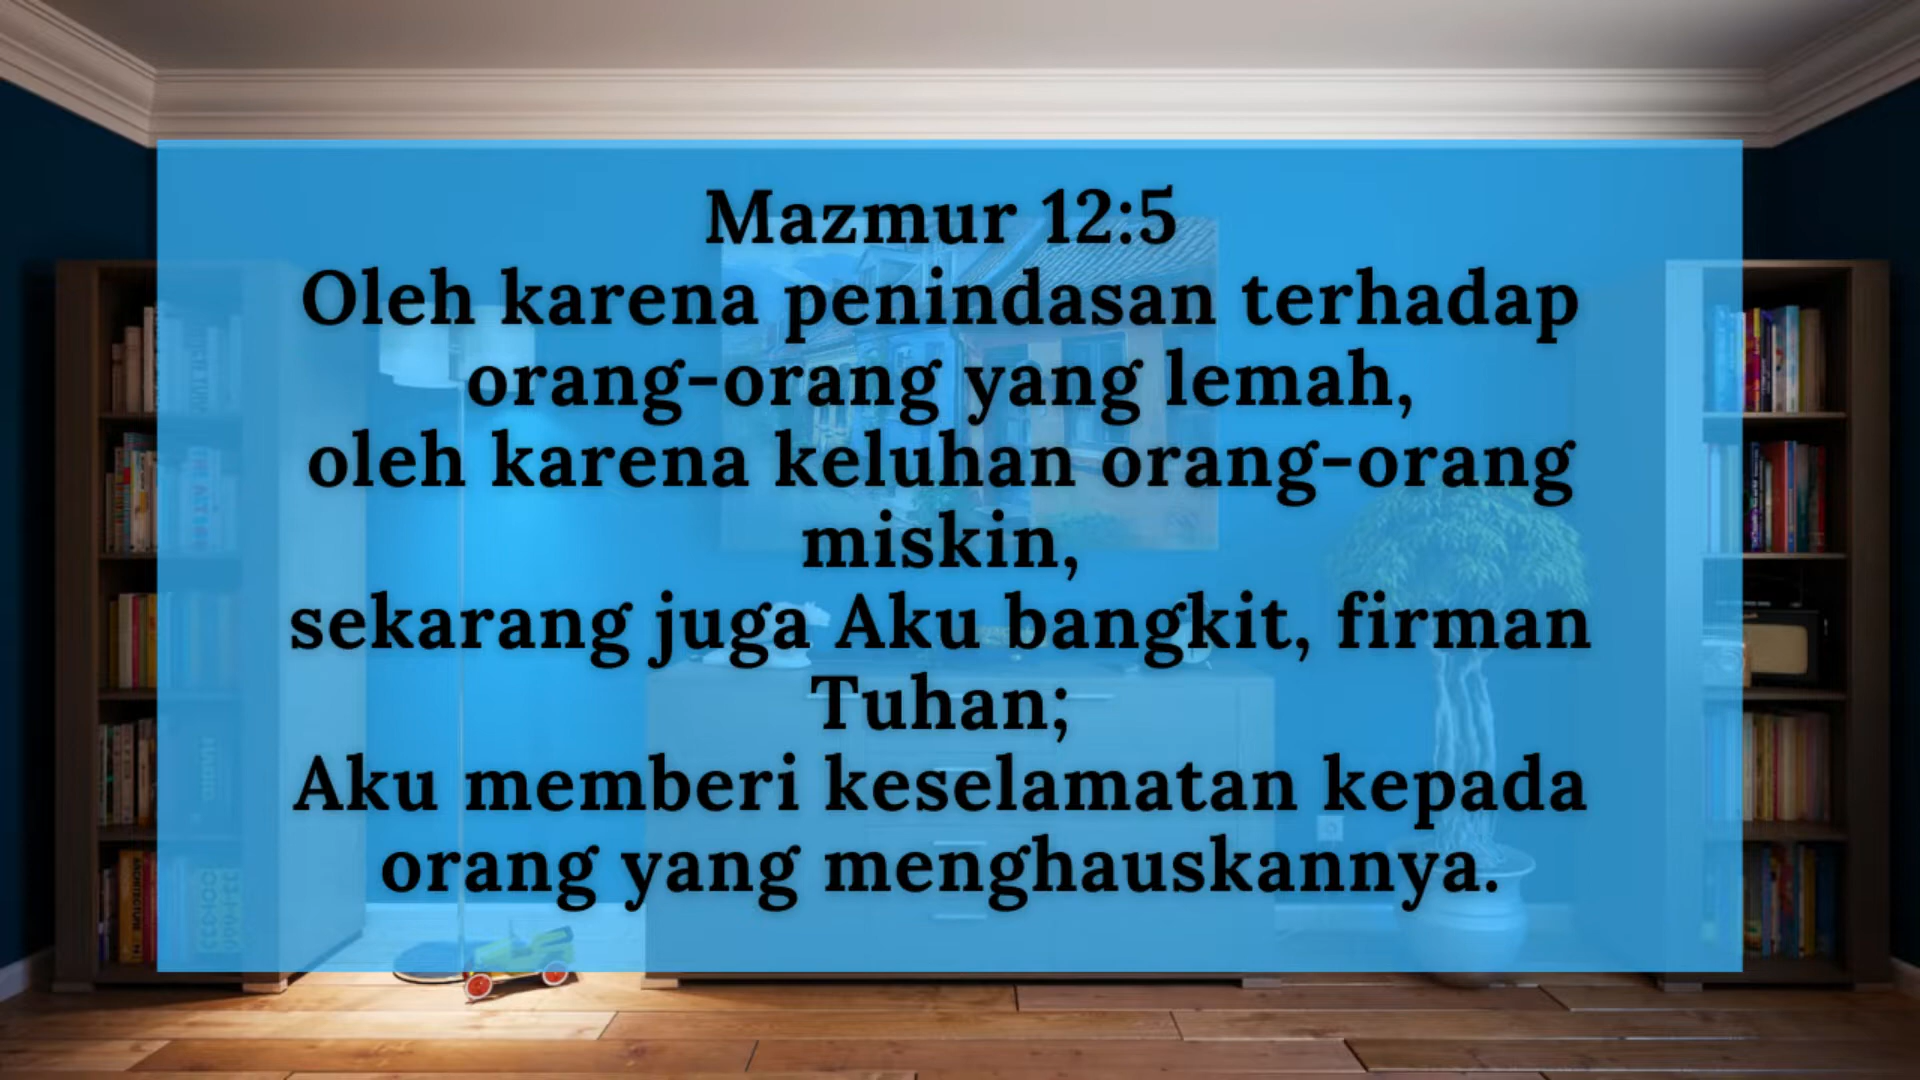 Mazmur 12:5
Oleh karena penindasan terhadap
orang-orang yang lemah,
oleh karena keluhan orang-orang
miskin,
sekarang juga Aku bangkit, firman
Tuhan;
Aku memberi keselamatan kepada
orang yang menghauskannya.